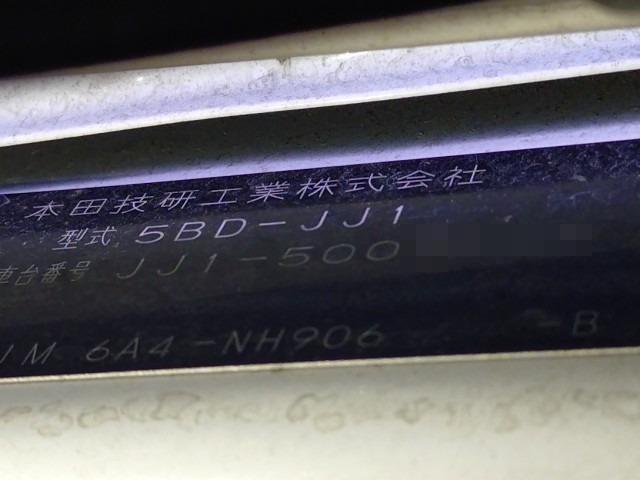 本田技研工業株式会社
型式 5BD-JJ1
車台番号 JJ1-500
6A4-NH906 -B